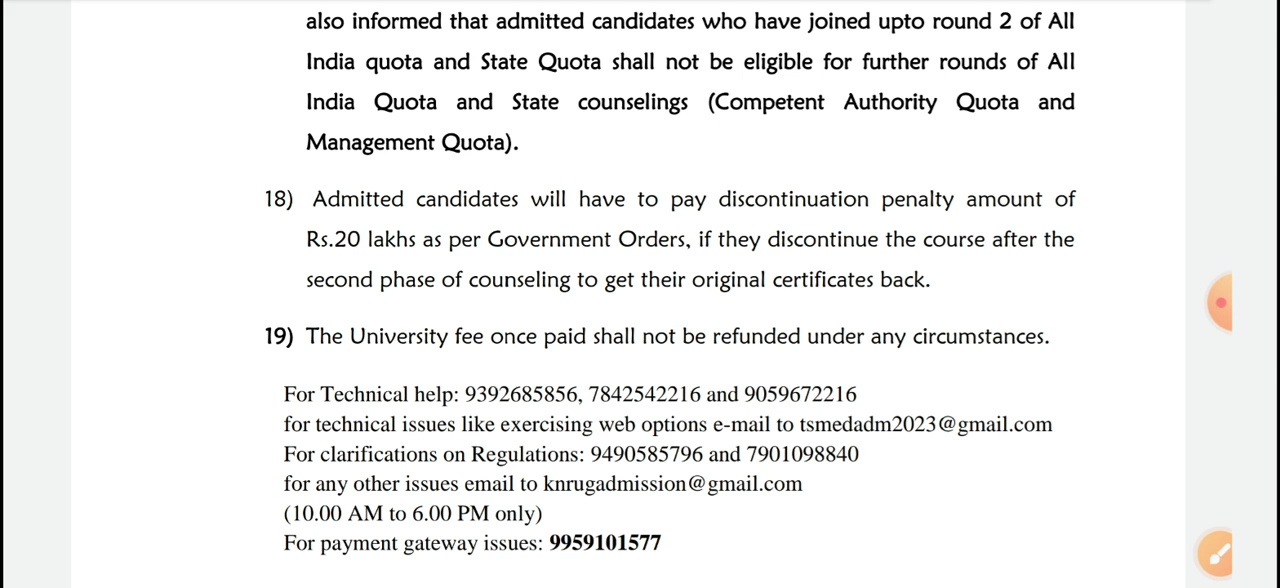 also informed that admitted candidates who have joined upto round 2 of All
India quota and State Quota shall not be eligible for further rounds of All
India Quota and State counselings (Competent Authority Quota and
Management Quota).
18) Admitted candidates will have to pay discontinuation penalty amount of
Rs.20 lakhs as per Government Orders, if they discontinue the course after the
second phase of counseling to get their original certificates back.
19) The University fee once paid shall not be refunded under any circumstances.
For Technical help: 9392685856, 7842542216 and 9059672216
for technical issues like exercising web options e-mail to tsmedadm2023@gmail.com
For clarifications on Regulations: 9490585796 and 7901098840
for any other issues email to knrugadmission@gmail.com
(10.00 AM to 6.00 PM only)
For payment gateway issues: 9959101577